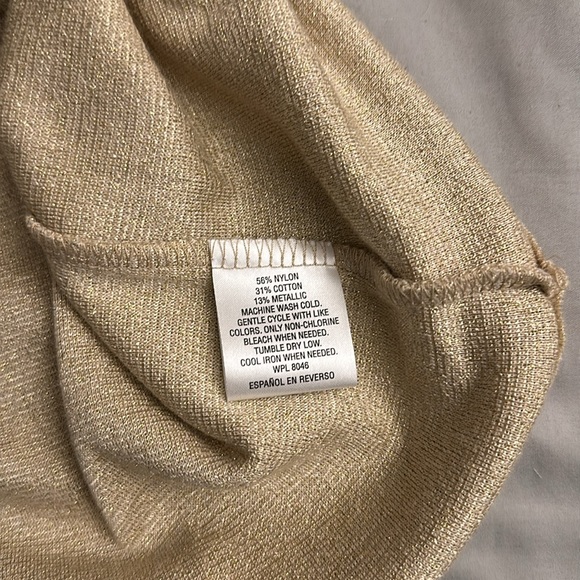 56% NYLON
31% COTTON
13% METALLIC
MACHINE WASH COLD.
GENTLE CYCLE WITH LIKE
COLORS. ONLY NON-CHLORINE
BLEACH WHEN NEEDED.
TUMBLE DRY LOW.
COOL IRON WHEN NEEDED.
WPL 8046
ESPAÑOL EN REVERSO